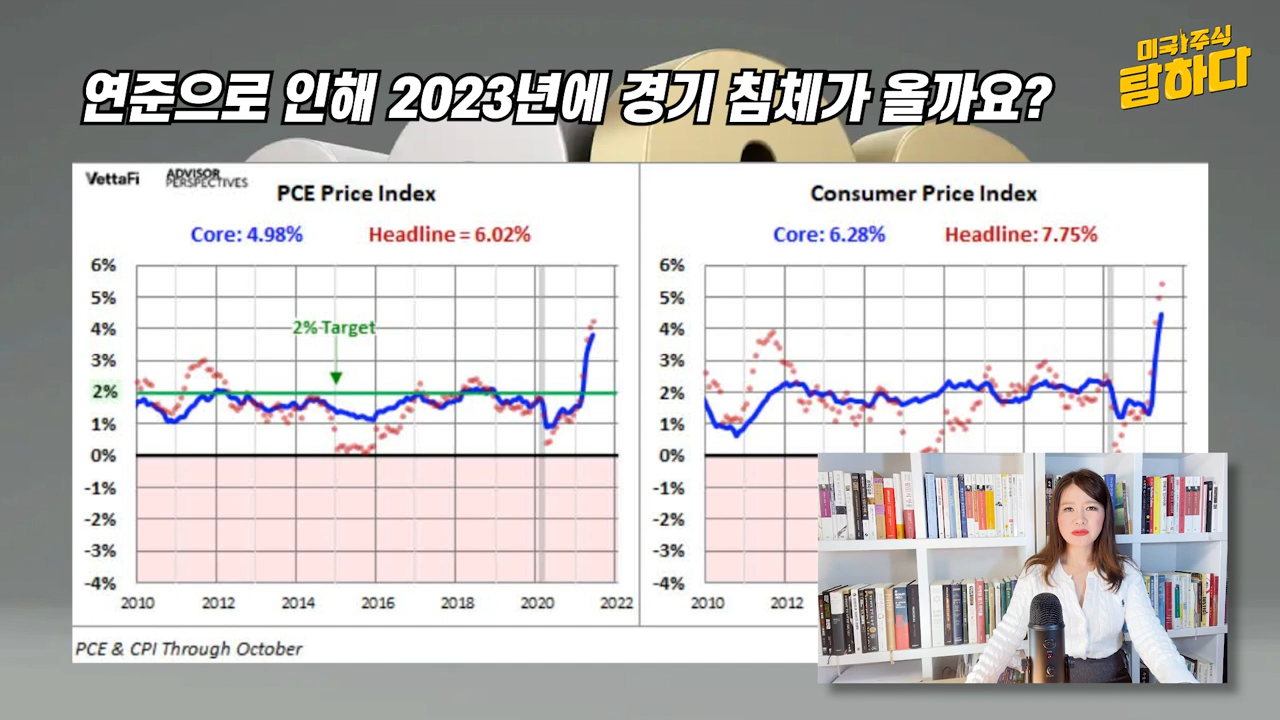 연준으로 인해 2023년에 경기 침체가 올까요?
미국주식
탐하다
VettaFi
ADVISOR
PERSPECTIVES
PCE Price Index
Core: 4.98%
Headline = 6.02%
6%
5%
4%
3%
2%
1%
0%
-1%
-2%
-3%
-4%
2% Target
2010
2012
2014
2016
2018
2020
2022
Consumer Price Index
Core: 6.28%
Headline: 7.75%
6%
5%
4%
3%
2%
1%
0%
-1%
-2%
-3%
-4%
2010
2012
PCE & CPI Through October